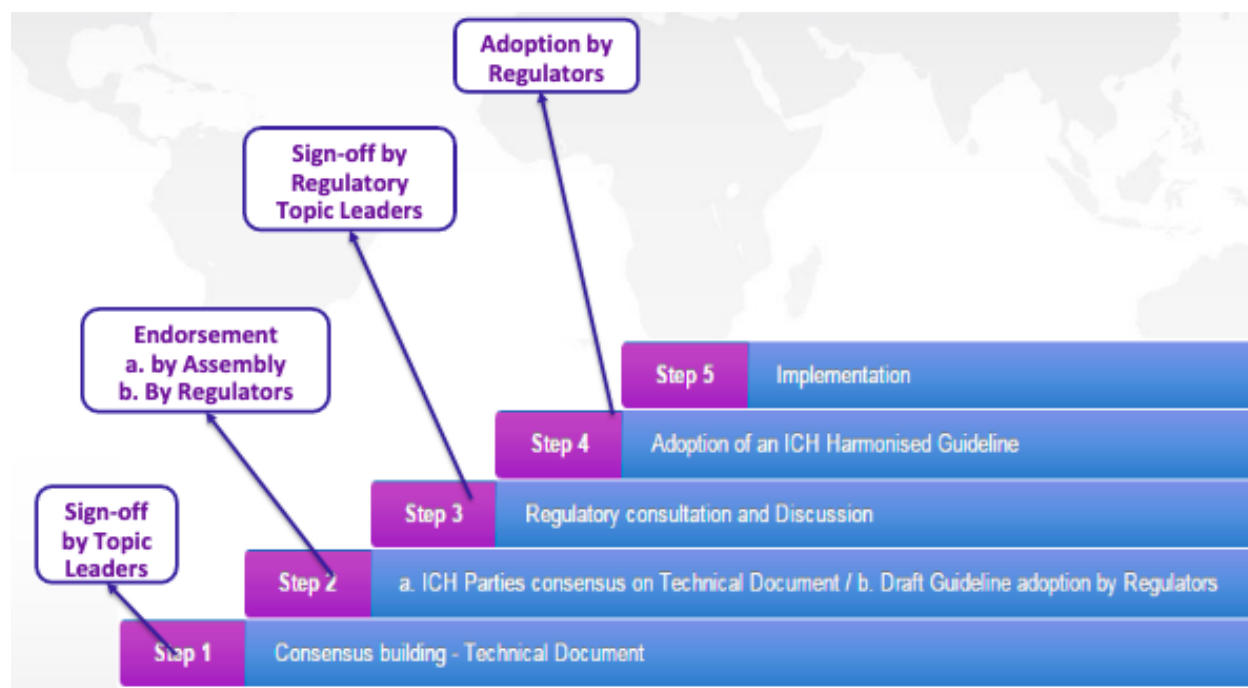 Adoption by
Regulators
Sign-off by
Regulatory
Topic Leaders
Endorsement
a. by Assembly
b. By Regulators
Sign-off
by Topic
Leaders
Step 5 Implementation
Step 4 Adoption of an ICH Harmonised Guideline
Step 3 Regulatory consultation and Discussion
Step 2 a. ICH Parties consensus on Technical Document / b. Draft Guideline adoption by Regulators
Step 1 Consensus building - Technical Document